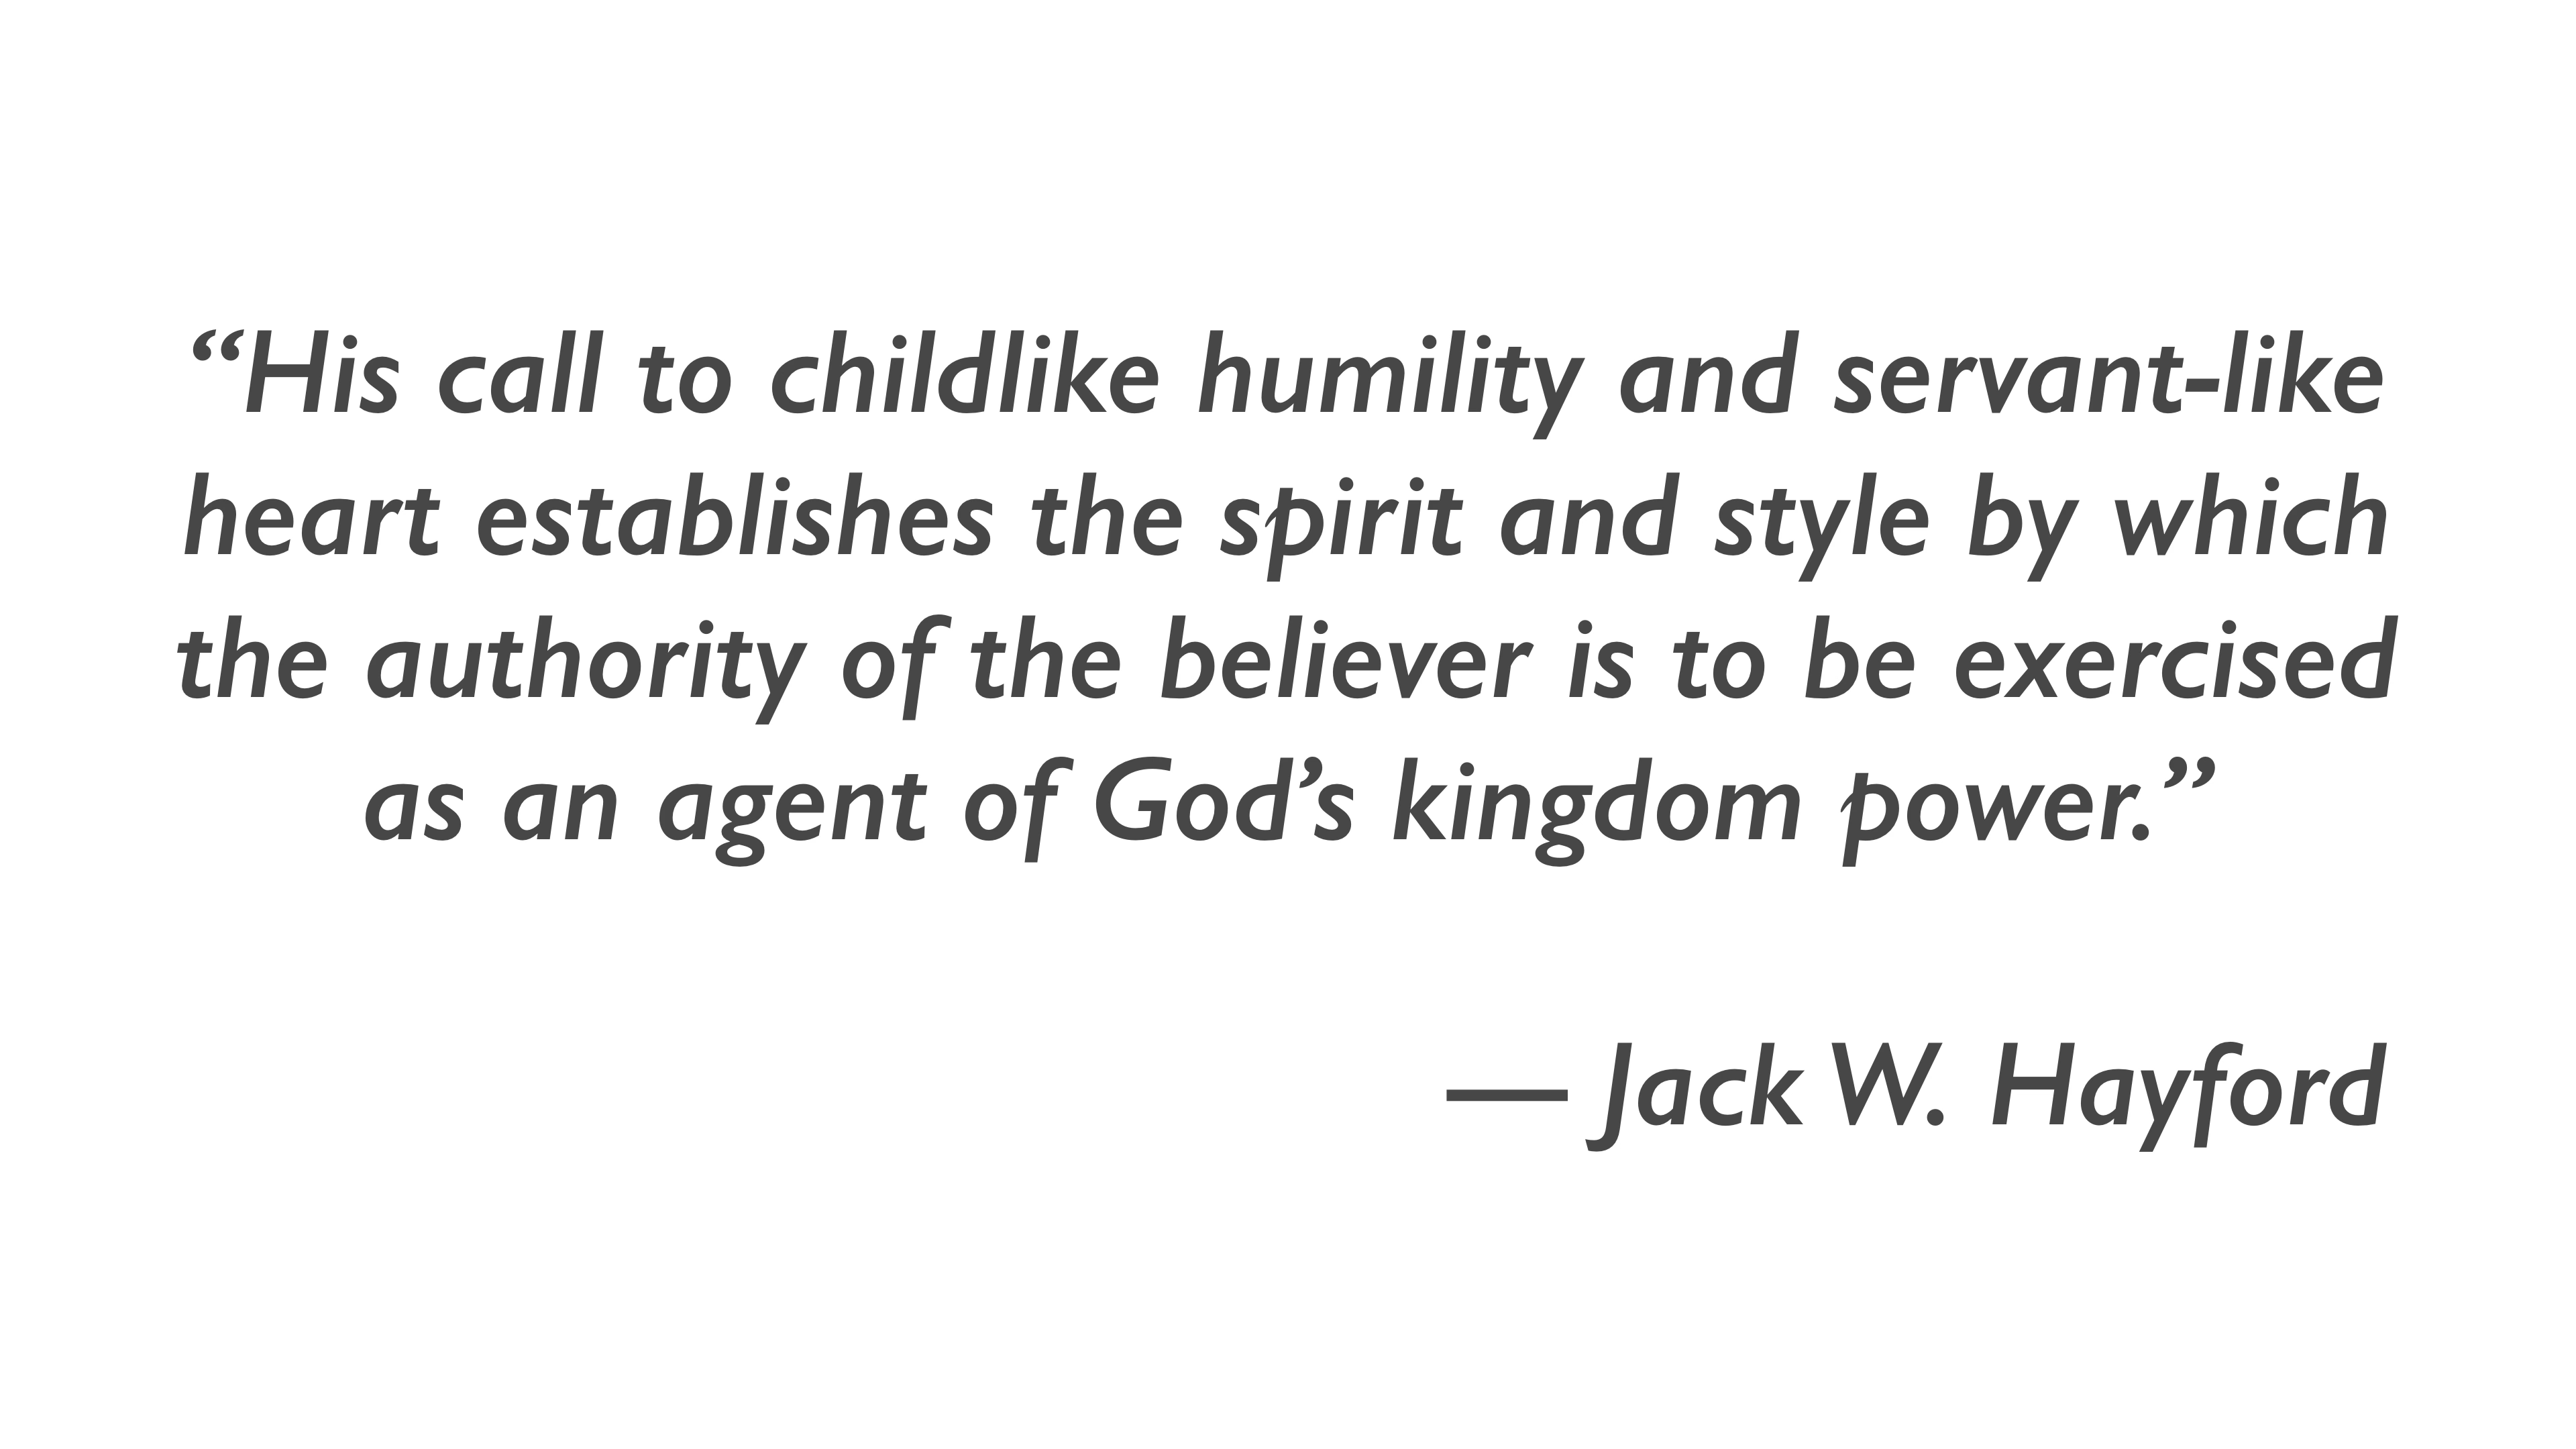 “His call to childlike humility and servant-like
heart establishes the spirit and style by which
the authority of the believer is to be exercised
as an agent of God’s kingdom power.”
— Jack W. Hayford